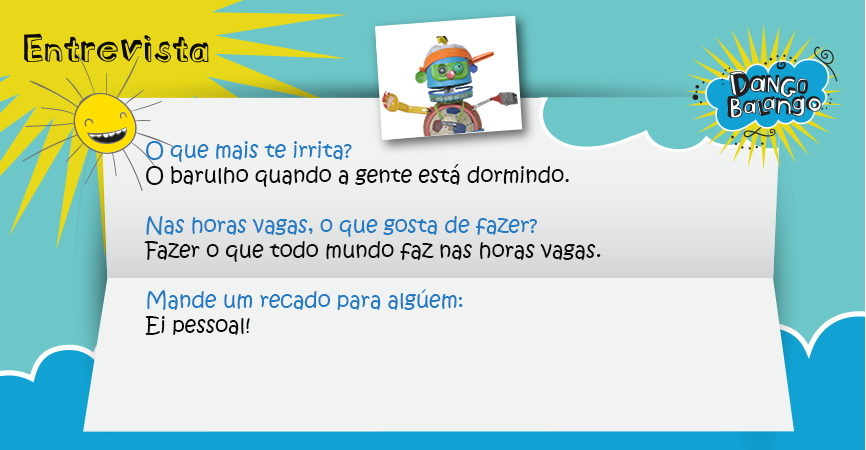 Entrevista
Dango
Balango
O que mais te irrita?
O barulho quando a gente está dormindo.
Nas horas vagas, o que gosta de fazer?
Fazer o que todo mundo faz nas horas vagas.
Mande um recado para algúem:
Ei pessoal!